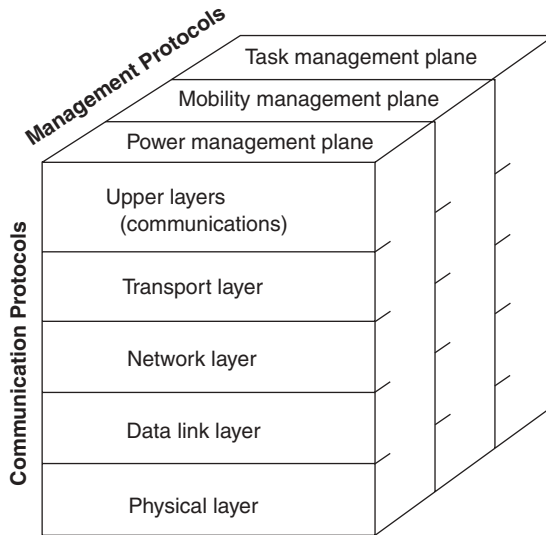 Management Protocols
Task management plane
Mobility management plane
Power management plane
Communication Protocols
Upper layers
(communications)
Transport layer
Network layer
Data link layer
Physical layer